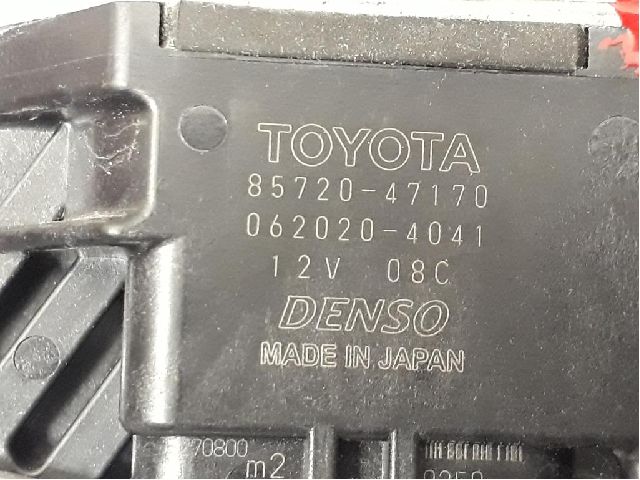 TOYOTA
85720-47170
062020-4041
12V 08C
DENSO
MADE IN JAPAN
70800
m2